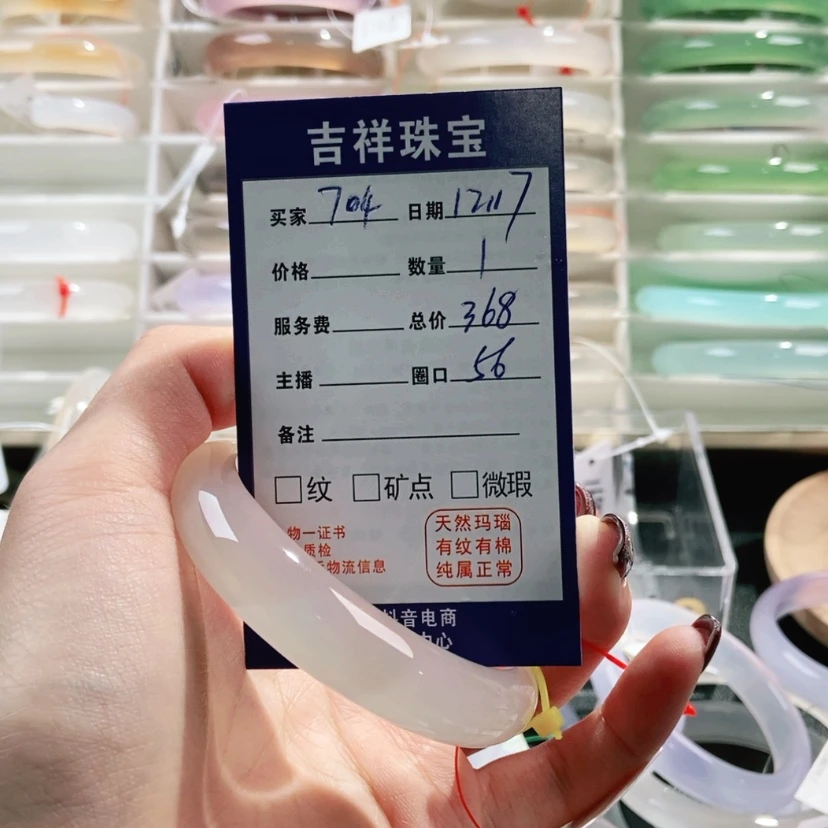 吉祥珠宝
买家 704 日期 12.17
价格 数量 1
服务费 总价 368
主播 圈口 56
备注
□纹 □矿点 □微瑕
物一证书
质检
物流信息
天然玛瑙
有纹有棉
纯属正常
抖音电商
中心